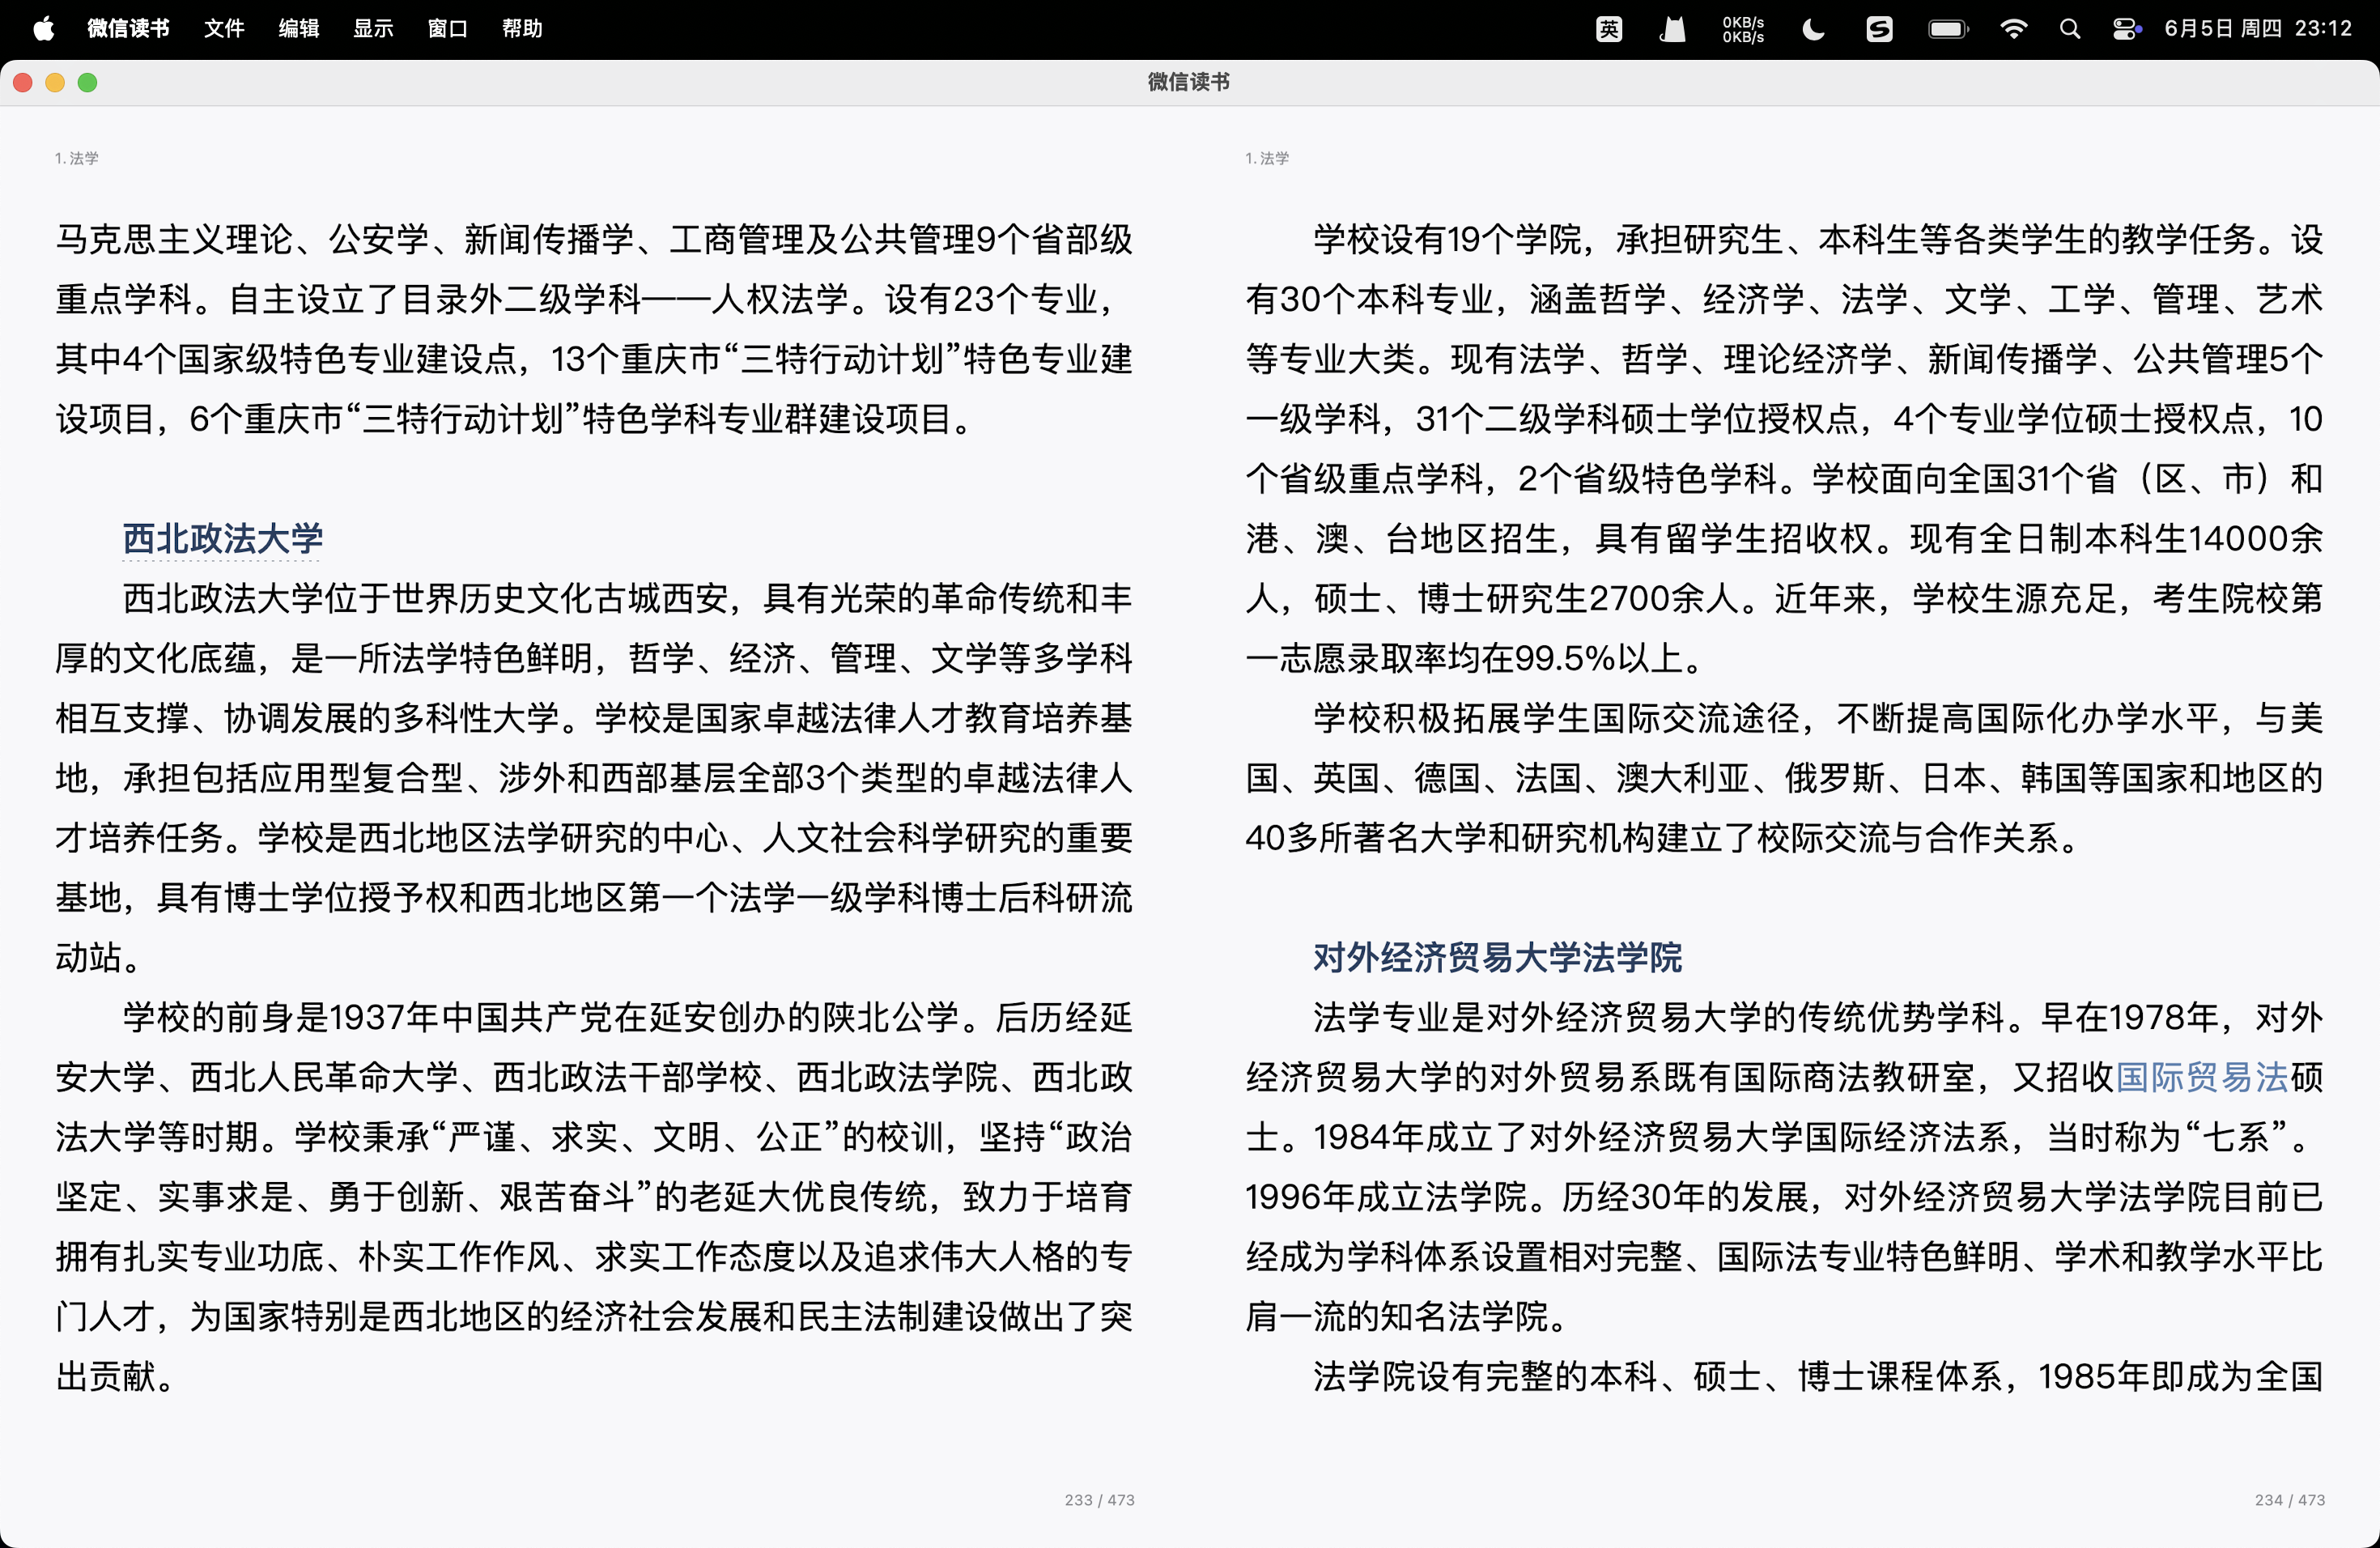 微信读书 文件 编辑 显示 窗口 帮助
英 0KB/s 0KB/s 6月5日 周四 23:12
微信读书
1. 法学
马克思主义理论、公安学、新闻传播学、工商管理及公共管理9个省部级
重点学科。自主设立了目录外二级学科——人权法学。设有23个专业，
其中4个国家级特色专业建设点，13个重庆市“三特行动计划”特色专业建
设项目，6个重庆市“三特行动计划”特色学科专业群建设项目。
西北政法大学
西北政法大学位于世界历史文化古城西安，具有光荣的革命传统和丰
厚的文化底蕴，是一所法学特色鲜明，哲学、经济、管理、文学等多学科
相互支撑、协调发展的多科性大学。学校是国家卓越法律人才教育培养基
地，承担包括应用型复合型、涉外和西部基层全部3个类型的卓越法律人
才培养任务。学校是西北地区法学研究的中心、人文社会科学研究的重要
基地，具有博士学位授予权和西北地区第一个法学一级学科博士后科研流
动站。
学校的前身是1937年中国共产党在延安创办的陕北公学。后历经延
安大学、西北人民革命大学、西北政法干部学校、西北政法学院、西北政
法大学等时期。学校秉承“严谨、求实、文明、公正”的校训，坚持“政治
坚定、实事求是、勇于创新、艰苦奋斗”的老延大优良传统，致力于培育
拥有扎实专业功底、朴实工作作风、求实工作态度以及追求伟大人格的专
门人才，为国家特别是西北地区的经济社会发展和民主法制建设做出了突
出贡献。
233 / 473
1. 法学
学校设有19个学院，承担研究生、本科生等各类学生的教学任务。设
有30个本科专业，涵盖哲学、经济学、法学、文学、工学、管理、艺术
等专业大类。现有法学、哲学、理论经济学、新闻传播学、公共管理5个
一级学科，31个二级学科硕士学位授权点，4个专业学位硕士授权点，10
个省级重点学科，2个省级特色学科。学校面向全国31个省（区、市）和
港、澳、台地区招生，具有留学生招收权。现有全日制本科生14000余
人，硕士、博士研究生2700余人。近年来，学校生源充足，考生院校第
一志愿录取率均在99.5%以上。
学校积极拓展学生国际交流途径，不断提高国际化办学水平，与美
国、英国、德国、法国、澳大利亚、俄罗斯、日本、韩国等国家和地区的
40多所著名大学和研究机构建立了校际交流与合作关系。
对外经济贸易大学法学院
法学专业是对外经济贸易大学的传统优势学科。早在1978年，对外
经济贸易大学的对外贸易系既有国际商法教研室，又招收国际贸易法硕
士。1984年成立了对外经济贸易大学国际经济法系，当时称为“七系”。
1996年成立法学院。历经30年的发展，对外经济贸易大学法学院目前已
经成为学科体系设置相对完整、国际法专业特色鲜明、学术和教学水平比
肩一流的知名法学院。
法学院设有完整的本科、硕士、博士课程体系，1985年即成为全国
234 / 473